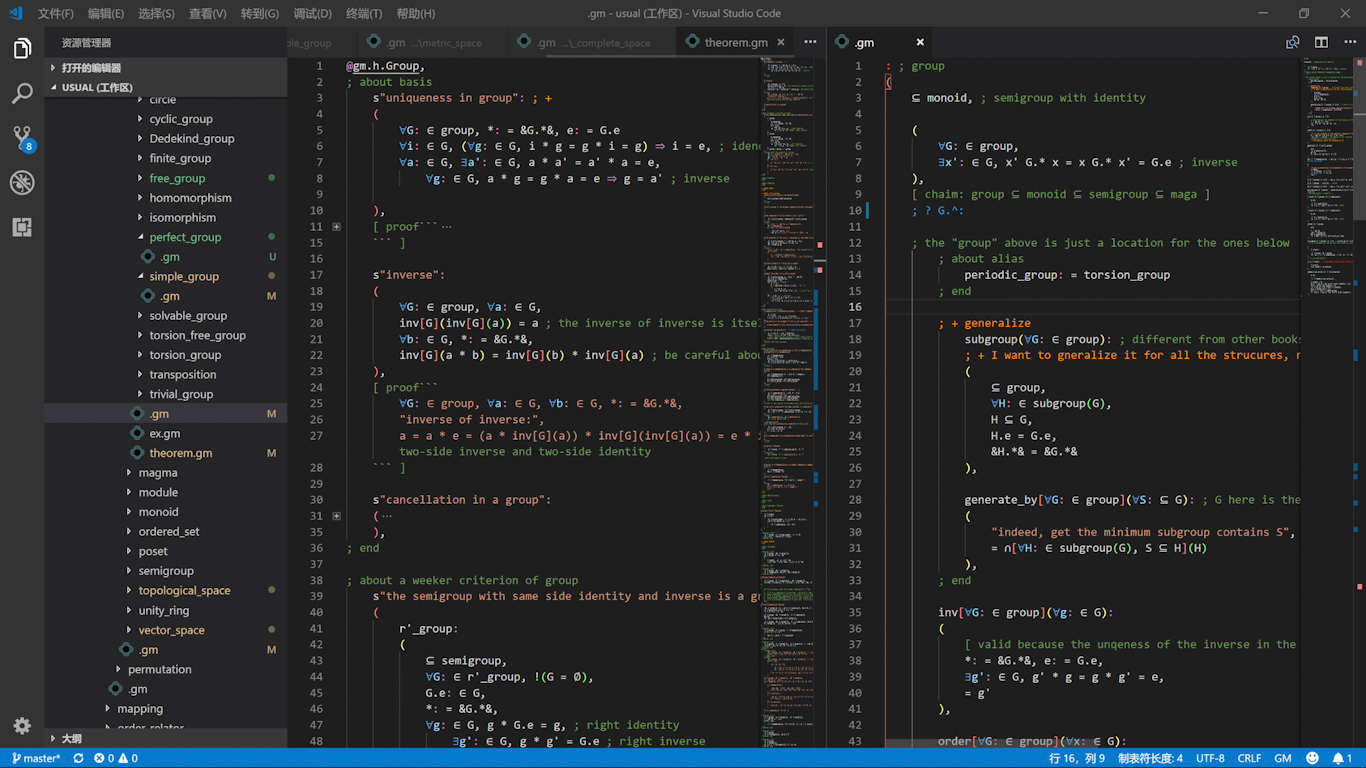 文件(F) 编辑(E) 选择(S) 查看(V) 转到(G) 调试(D) 终端(T) 帮助(H) .gm - usual (工作区) - Visual Studio Code
资源管理器
打开的编辑器
USUAL (工作区)
circle
cyclic_group
Dedekind_group
finite_group
free_group
homomorphism
isomorphism
perfect_group
.gm U
simple_group
.gm M
solvable_group
torsion_free_group
torsion_group
transposition
trivial_group
.gm M
ex.gm
theorem.gm M
magma
module
monoid
ordered_set
poset
semigroup
topological_space
unity_ring
vector_space
.gm M
permutation
.gm
mapping
order_relator
大纲
8
ble_group .gm ...\metric_space .gm ...\_complete_space theorem.gm
1 @gm.h.Group,
2 ; about basis
3 s"uniqueness in group": ; +
4 (
5 ∀G: ∈ group, *: = &G.*&, e: = G.e
6 ∀i: ∈ G, (∀g: ∈ G, i * g = g * i = g) ⇒ i = e, ; iden
7 ∀a: ∈ G, ∃a': ∈ G, a * a' = a' * a = e,
8 ∀g: ∈ G, a * g = g * a = e ⇒ g = a' ; inverse
9
10 ),
11 [ proof``` ⋯
15 ``` ]
16
17 s"inverse":
18 (
19 ∀G: ∈ group, ∀a: ∈ G,
20 inv[G](inv[G](a)) = a ; the inverse of inverse is itse
21 ∀b: ∈ G, *: = &G.*&,
22 inv[G](a * b) = inv[G](b) * inv[G](a) ; be careful abou
23 ),
24 [ proof```
25 ∀G: ∈ group, ∀a: ∈ G, ∀b: ∈ G, *: = &G.*&,
26 "inverse of inverse:",
27 a = a * e = (a * inv[G](a)) * inv[G](inv[G](a)) = e * i
two-side inverse and two-side identity
28 ``` ]
29
30 s"cancellation in a group":
31 ( ⋯
35 ),
36 ; end
37
38 ; about a weeker criterion of group
39 s"the semigroup with same side identity and inverse is a g
40 (
41 r'_group:
42 (
43 ⊆ semigroup,
44 ∀G: ∈ r'_group, !(G = Ø),
45 G.e: ∈ G,
46 *: = &G.*&,
47 ∀g: ∈ G, g * G.e = g, ; right identity
48 ∃g': ∈ G, g * g' = G.e ; right inverse
.gm
1 : ; group
2 (
3 ⊆ monoid, ; semigroup with identity
4
5 (
6 ∀G: ∈ group,
7 ∃x': ∈ G, x' G.* x = x G.* x' = G.e ; inverse
8 ),
9 [ chaim: group ⊆ monoid ⊆ semigroup ⊆ maga ]
10 ; ? G.^:
11
12 ; the "group" above is just a location for the ones below
13 ; about alias
14 periodic_group: = torsion_group
15 ; end
16
17 ; + generalize
18 subgroup(∀G: ∈ group): ; different from other book
19 ; + I want to gneralize it for all the strucures, n
20 (
21 ⊆ group,
22 ∀H: ∈ subgroup(G),
23 H ⊆ G,
24 H.e = G.e,
25 &H.*& = &G.*&
26 ),
27
28 generate_by[∀G: ∈ group](∀S: ⊆ G): ; G here is the
29 (
30 "indeed, get the minimum subgroup contains S",
31 = ∩[∀H: ∈ subgroup(G), S ⊆ H](H)
32 ),
33 ; end
34
35 inv[∀G: ∈ group](∀g: ∈ G):
36 (
37 [ valid because the unqeness of the inverse in the
38 *: = &G.*&, e: = G.e,
39 ∃g': ∈ G, g' * g = g * g' = e,
40 = g'
41 ),
42
43 order[∀G: ∈ group](∀x: ∈ G):
master* 0 0 行 16, 列 9 制表符长度: 4 UTF-8 CRLF GM 1